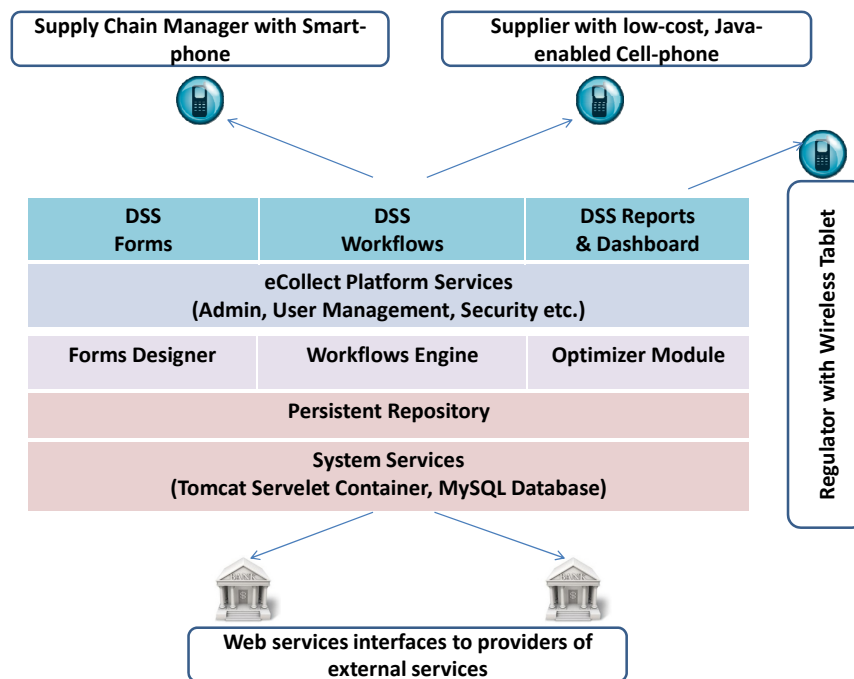 Supply Chain Manager with Smart-
phone
Supplier with low-cost, Java-
enabled Cell-phone
DSS
Forms
DSS
Workflows
DSS Reports
& Dashboard
eCollect Platform Services
(Admin, User Management, Security etc.)
Forms Designer
Workflows Engine
Optimizer Module
Persistent Repository
System Services
(Tomcat Servelet Container, MySQL Database)
Regulator with Wireless Tablet
BANK
BANK
Web services interfaces to providers of
external services